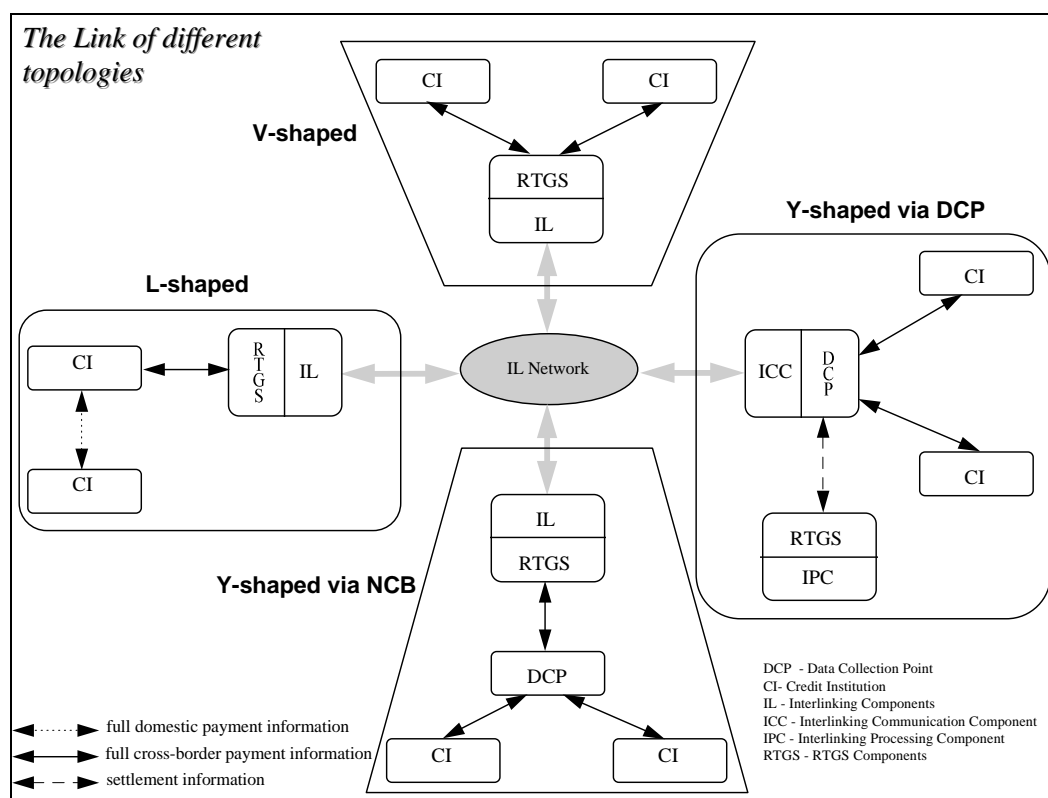 The Link of different
topologies
CI
CI
V-shaped
RTGS
IL
Y-shaped via DCP
CI
ICC
DCP
CI
RTGS
IPC
L-shaped
CI
RTGS
IL
CI
IL Network
Y-shaped via NCB
IL
RTGS
DCP
CI
CI
DCP - Data Collection Point
CI- Credit Institution
IL - Interlinking Components
ICC - Interlinking Communication Component
IPC - Interlinking Processing Component
RTGS - RTGS Components
full domestic payment information
full cross-border payment information
settlement information